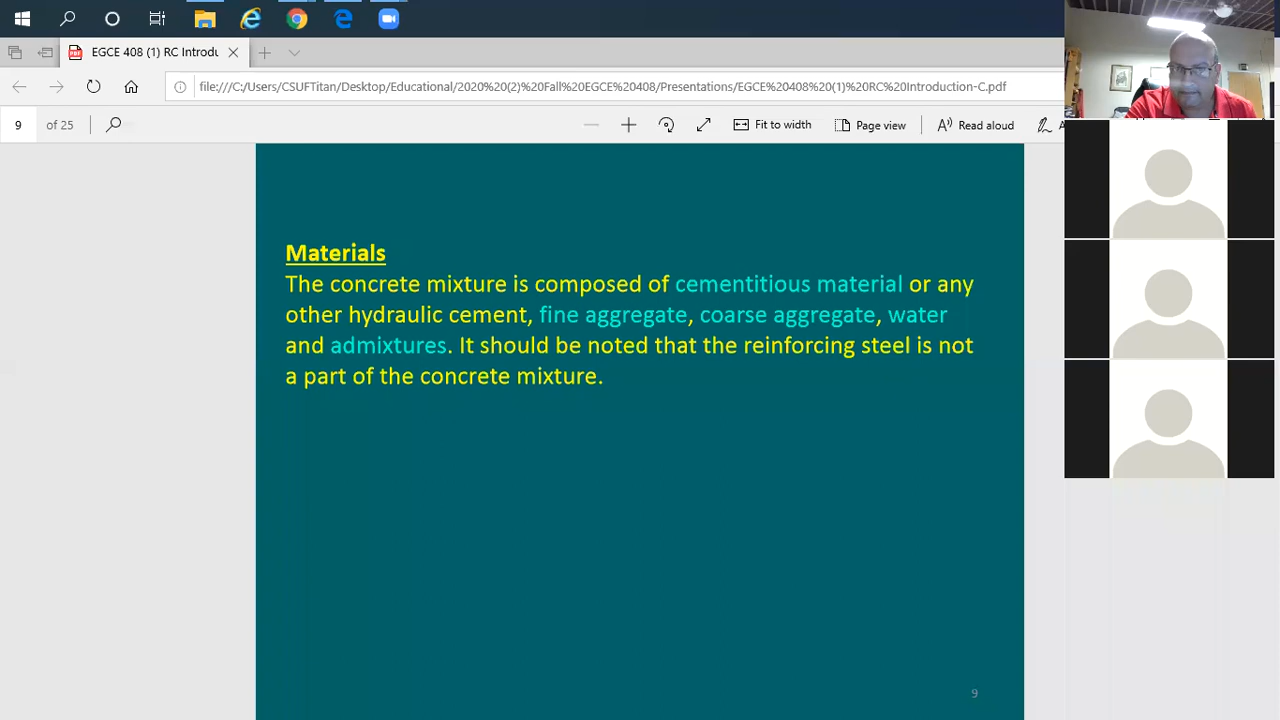 EGCE 408 (1) RC Introdu
file:///C:/Users/CSUFTitan/Desktop/Educational/2020%20(2)%20Fall%20EGCE%20408/Presentations/EGCE%20408%20(1)%20RC%20Introduction-C.pdf
9 of 25
Fit to width
Page view
Read aloud
Materials
The concrete mixture is composed of cementitious material or any
other hydraulic cement, fine aggregate, coarse aggregate, water
and admixtures. It should be noted that the reinforcing steel is not
a part of the concrete mixture.
9